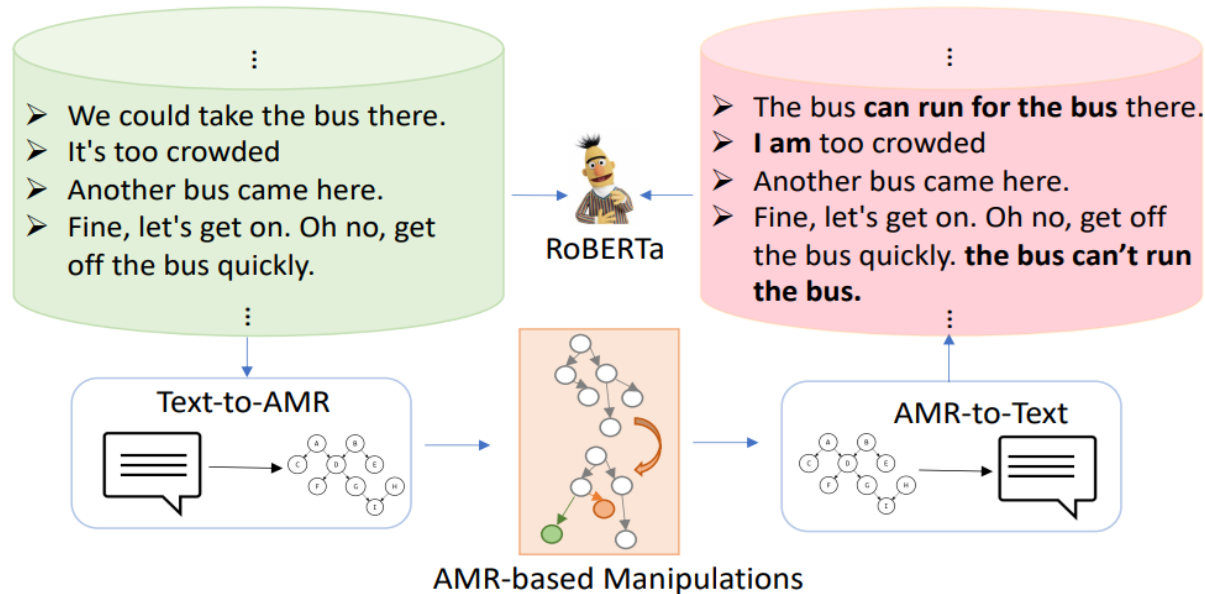 ⋮
➢ We could take the bus there.
➢ It's too crowded
➢ Another bus came here.
➢ Fine, let's get on. Oh no, get
off the bus quickly.
⋮
RoBERTa
⋮
➢ The bus can run for the bus there.
➢ I am too crowded
➢ Another bus came here.
➢ Fine, let's get on. Oh no, get off
the bus quickly. the bus can’t run
the bus.
⋮
Text-to-AMR
A B
C D E
F G H
I
AMR-based Manipulations
AMR-to-Text
A B
C D E
F G H
I